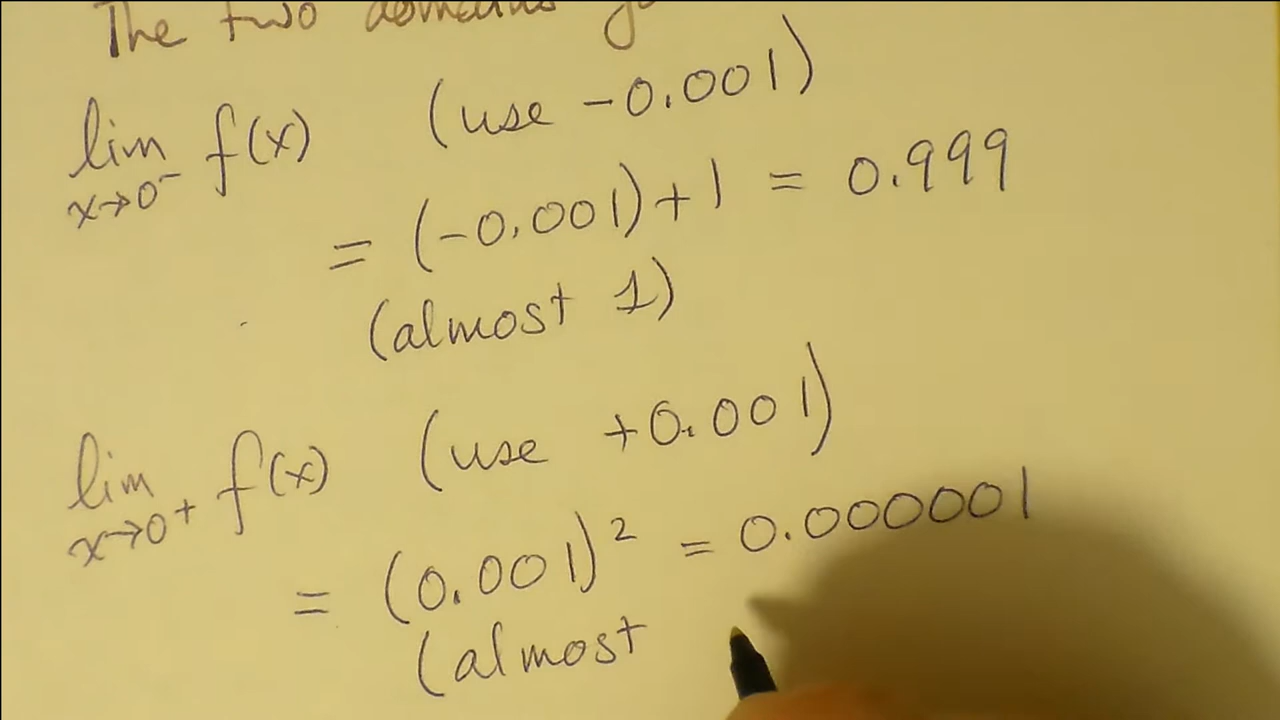 The two domains
lim f(x) (use -0.001)
x→0⁻
= (-0.001)+1 = 0.999
(almost 1)
lim f(x) (use +0.001)
x→0⁺
= (0.001)² = 0.000001
(almost